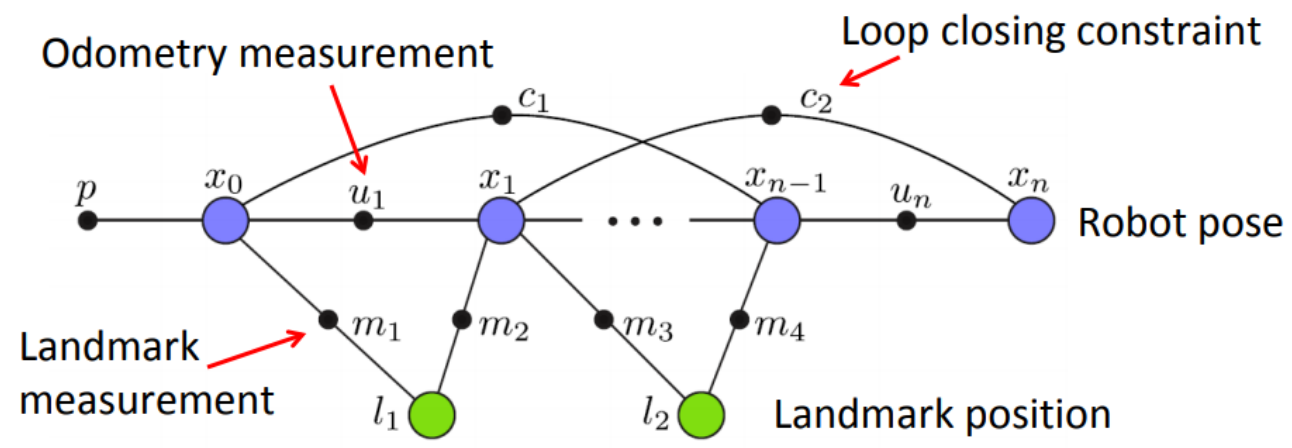 Loop closing constraint
Odometry measurement
c₁
c₂
p
x₀
u₁
x₁
xₙ₋₁
uₙ
xₙ
...
Robot pose
m₁
m₂
m₃
m₄
Landmark
measurement
l₁
l₂
Landmark position